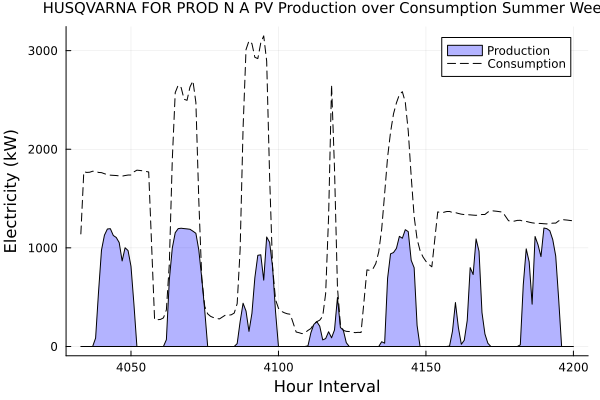 HUSQVARNA FOR PROD N A PV Production over Consumption Summer Wee
3000
2000
1000
0
Electricity (kW)
Production
Consumption
4050 4100 4150 4200
Hour Interval